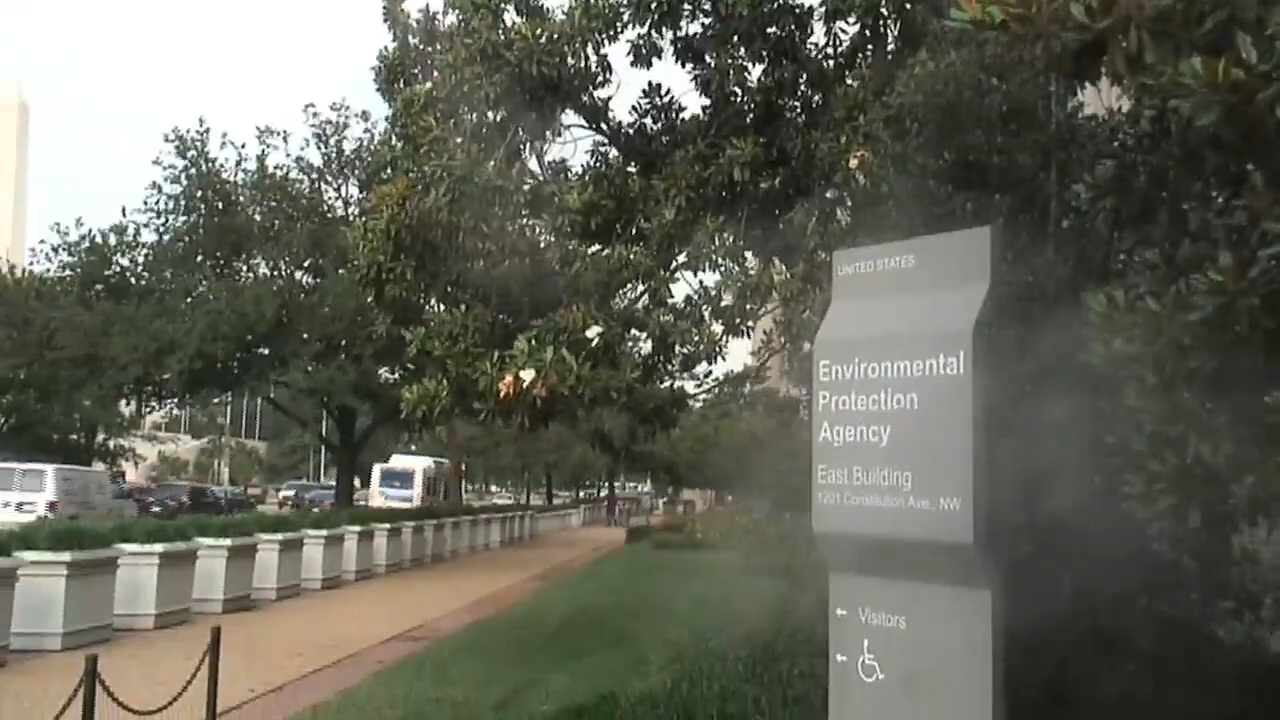 UNITED STATES
Environmental
Protection
Agency
East Building
1201 Constitution Ave., NW
Visitors